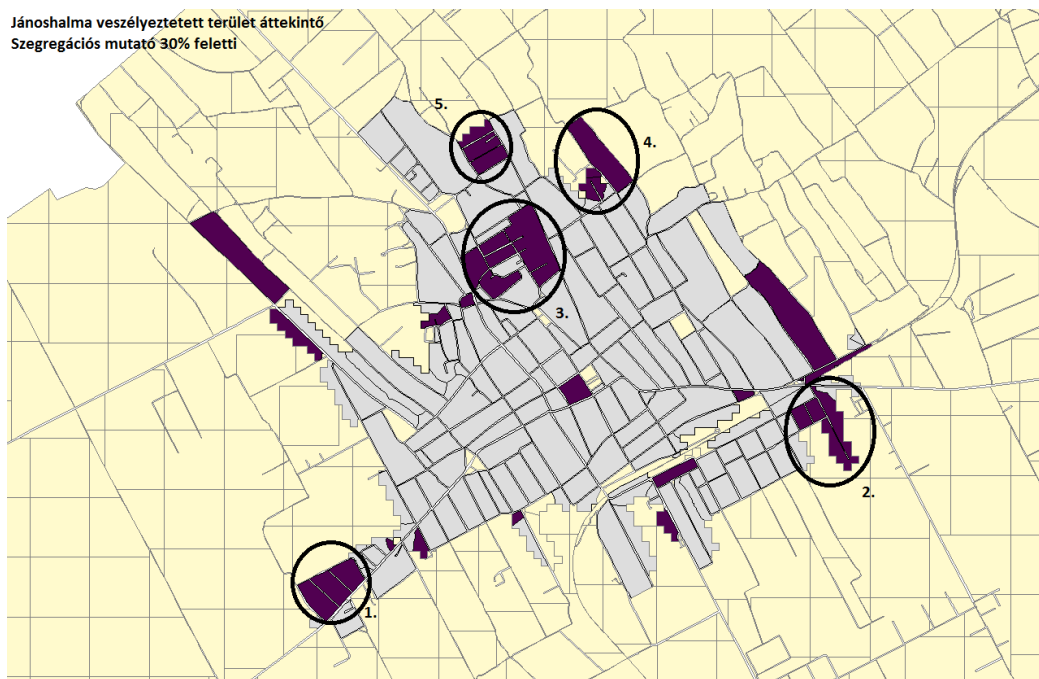 Jánoshalma veszélyeztetett terület áttekintő
Szegregációs mutató 30% feletti
5.
4.
3.
2.
1.